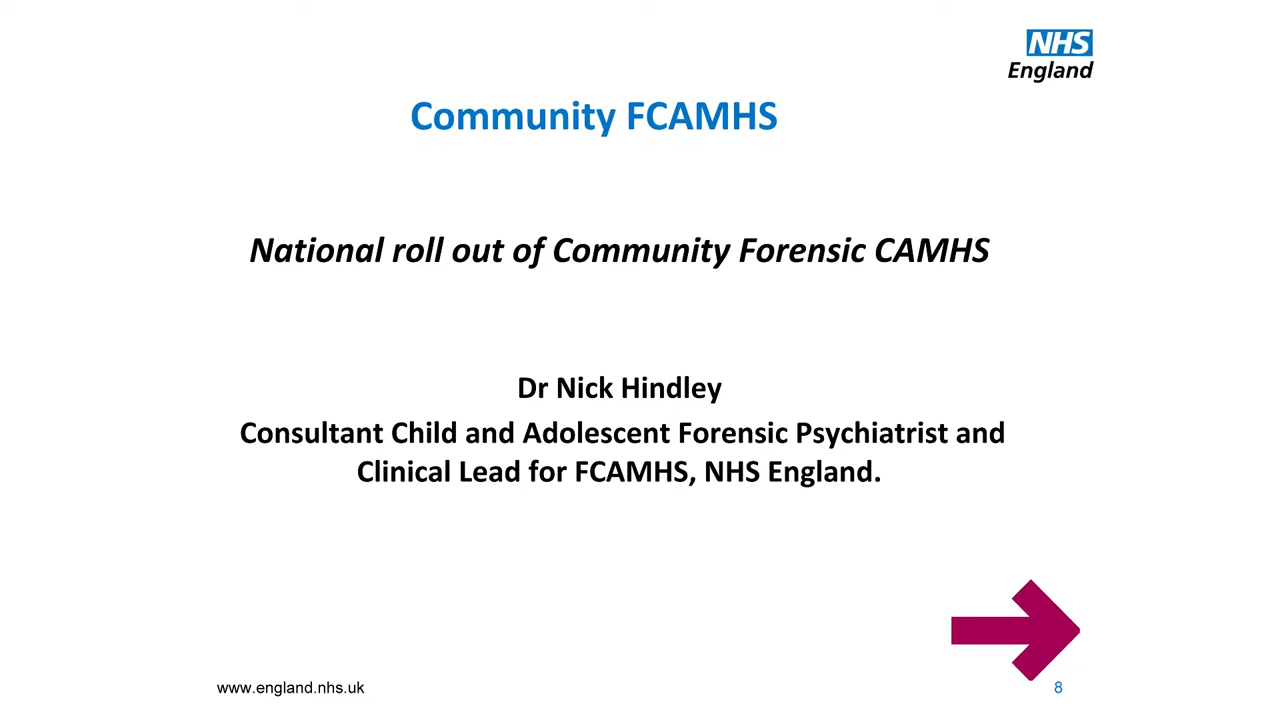 NHS
England
Community FCAMHS
National roll out of Community Forensic CAMHS
Dr Nick Hindley
Consultant Child and Adolescent Forensic Psychiatrist and
Clinical Lead for FCAMHS, NHS England.
www.england.nhs.uk
8